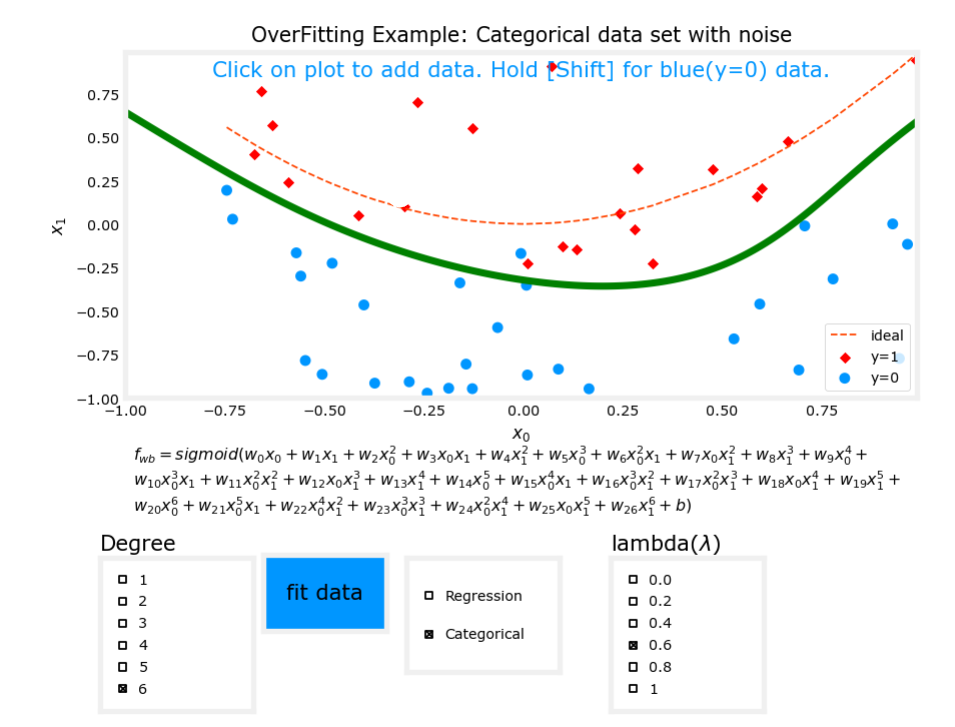 OverFitting Example: Categorical data set with noise
Click on plot to add data. Hold [Shift] for blue(y=0) data.
0.75
0.50
0.25
0.00
−0.25
−0.50
−0.75
−1.00
x₁
ideal
y=1
y=0
−1.00 −0.75 −0.50 −0.25 0.00 0.25 0.50 0.75
x₀
f_{wb} = sigmoid(w₀x₀ + w₁x₁ + w₂x₀² + w₃x₀x₁ + w₄x₁² + w₅x₀³ + w₆x₀²x₁ + w₇x₀x₁² + w₈x₁³ + w₉x₀⁴ +
w₁₀x₀³x₁ + w₁₁x₀²x₁² + w₁₂x₀x₁³ + w₁₃x₁⁴ + w₁₄x₀⁵ + w₁₅x₀⁴x₁ + w₁₆x₀³x₁² + w₁₇x₀²x₁³ + w₁₈x₀x₁⁴ + w₁₉x₁⁵ +
w₂₀x₀⁶ + w₂₁x₀⁵x₁ + w₂₂x₀⁴x₁² + w₂₃x₀³x₁³ + w₂₄x₀²x₁⁴ + w₂₅x₀x₁⁵ + w₂₆x₁⁶ + b)
Degree
1
2
3
4
5
6
fit data
Regression
Categorical
lambda(λ)
0.0
0.2
0.4
0.6
0.8
1